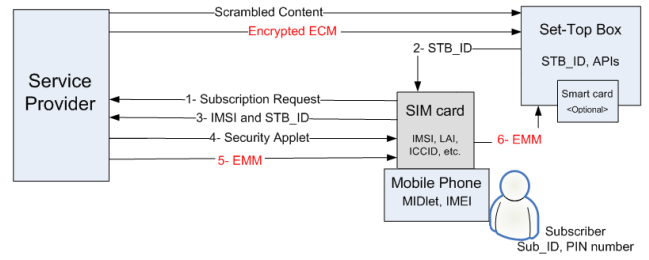 Scrambled Content
Encrypted ECM
Set-Top Box
STB_ID, APIs
Smart card
<Optional>
2- STB_ID
Service
Provider
1- Subscription Request
3- IMSI and STB_ID
4- Security Applet
5- EMM
SIM card
IMSI, LAI,
ICCID, etc.
6- EMM
Mobile Phone
MIDlet, IMEI
Subscriber
Sub_ID, PIN number